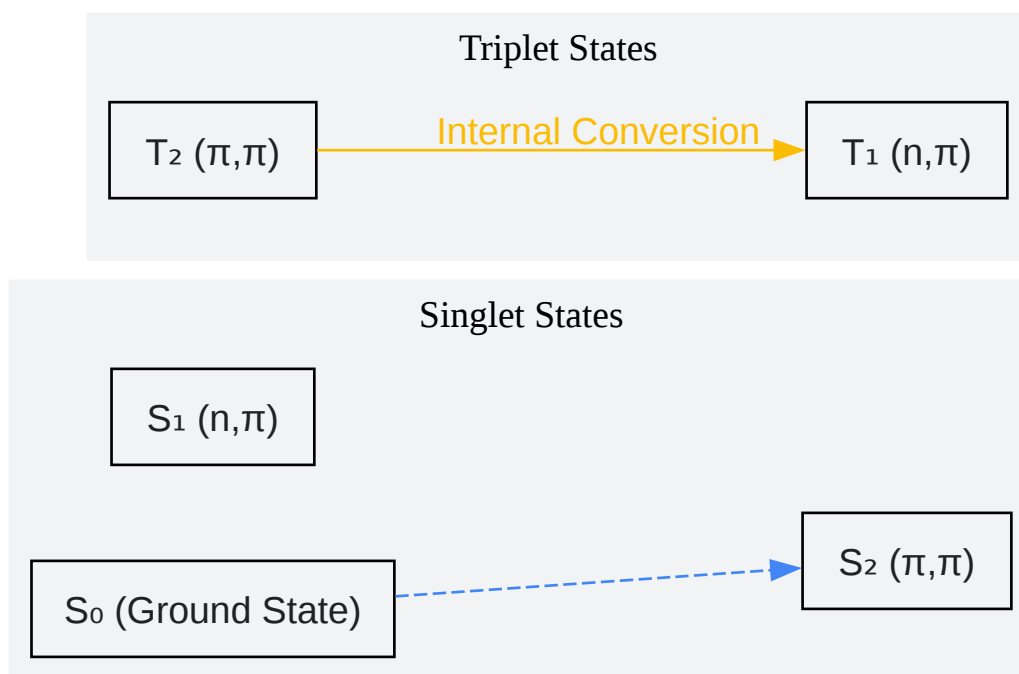 Triplet States
T₂ (π,π)
Internal Conversion
T₁ (n,π)
Singlet States
S₁ (n,π)
S₂ (π,π)
S₀ (Ground State)